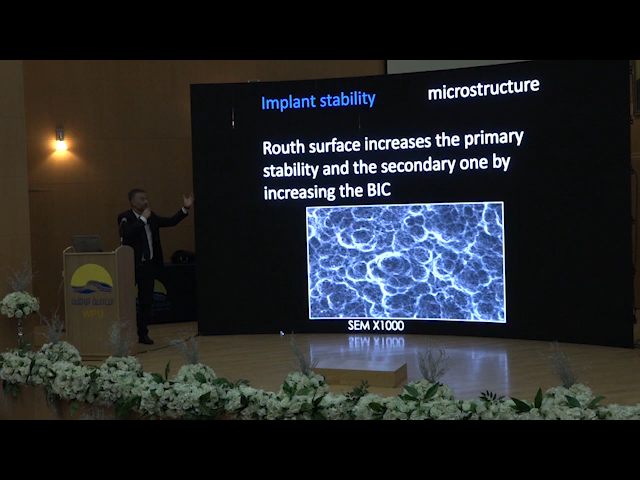 Implant stability
microstructure
Routh surface increases the primary
stability and the secondary one by
increasing the BIC
SEM X1000
WPU